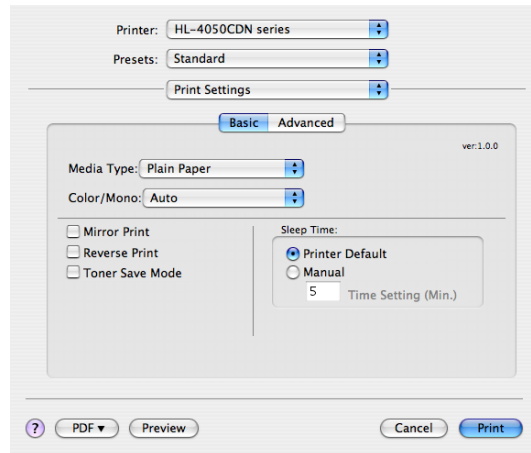 Printer: HL-4050CDN series
Presets: Standard
Print Settings
Basic Advanced
ver:1.0.0
Media Type: Plain Paper
Color/Mono: Auto
Mirror Print
Reverse Print
Toner Save Mode
Sleep Time:
Printer Default
Manual
5 Time Setting (Min.)
? PDF▼ Preview Cancel Print